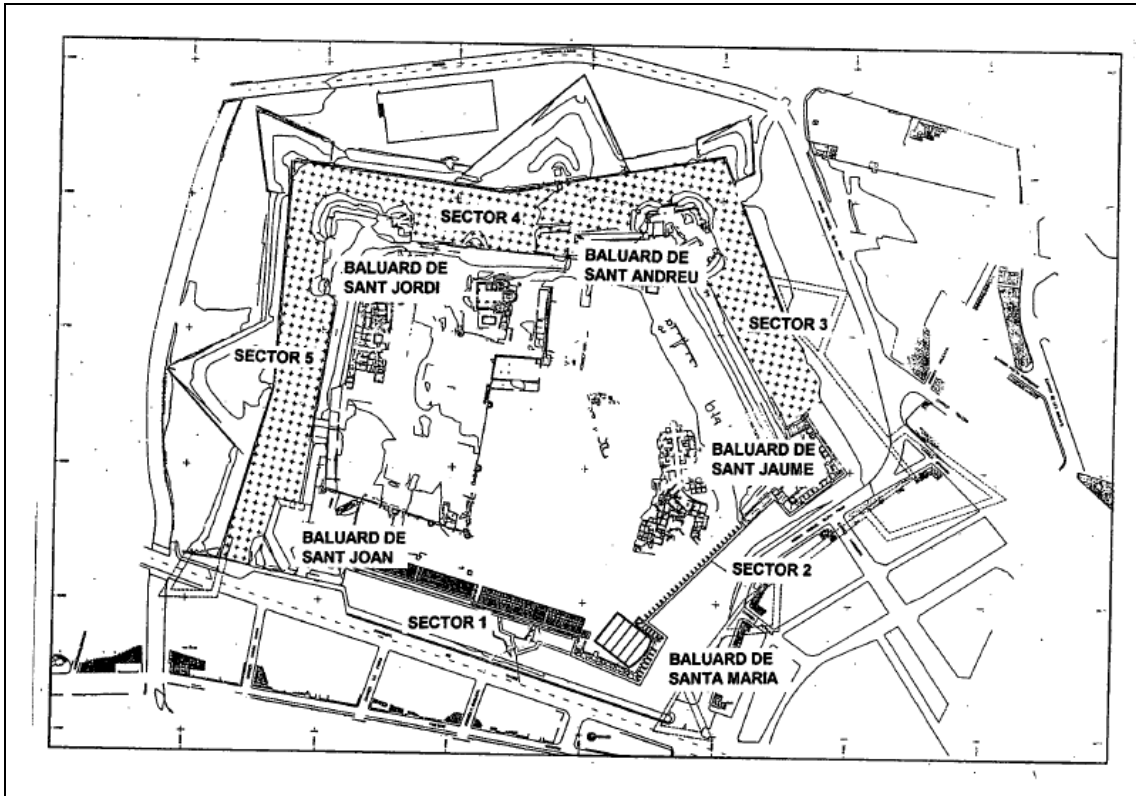 SECTOR 4
BALUARD DE
SANT JORDI
BALUARD DE
SANT ANDREU
SECTOR 3
SECTOR 5
BALUARD DE
SANT JAUME
BALUARD DE
SANT JOAN
SECTOR 2
SECTOR 1
BALUARD DE
SANTA MARIA